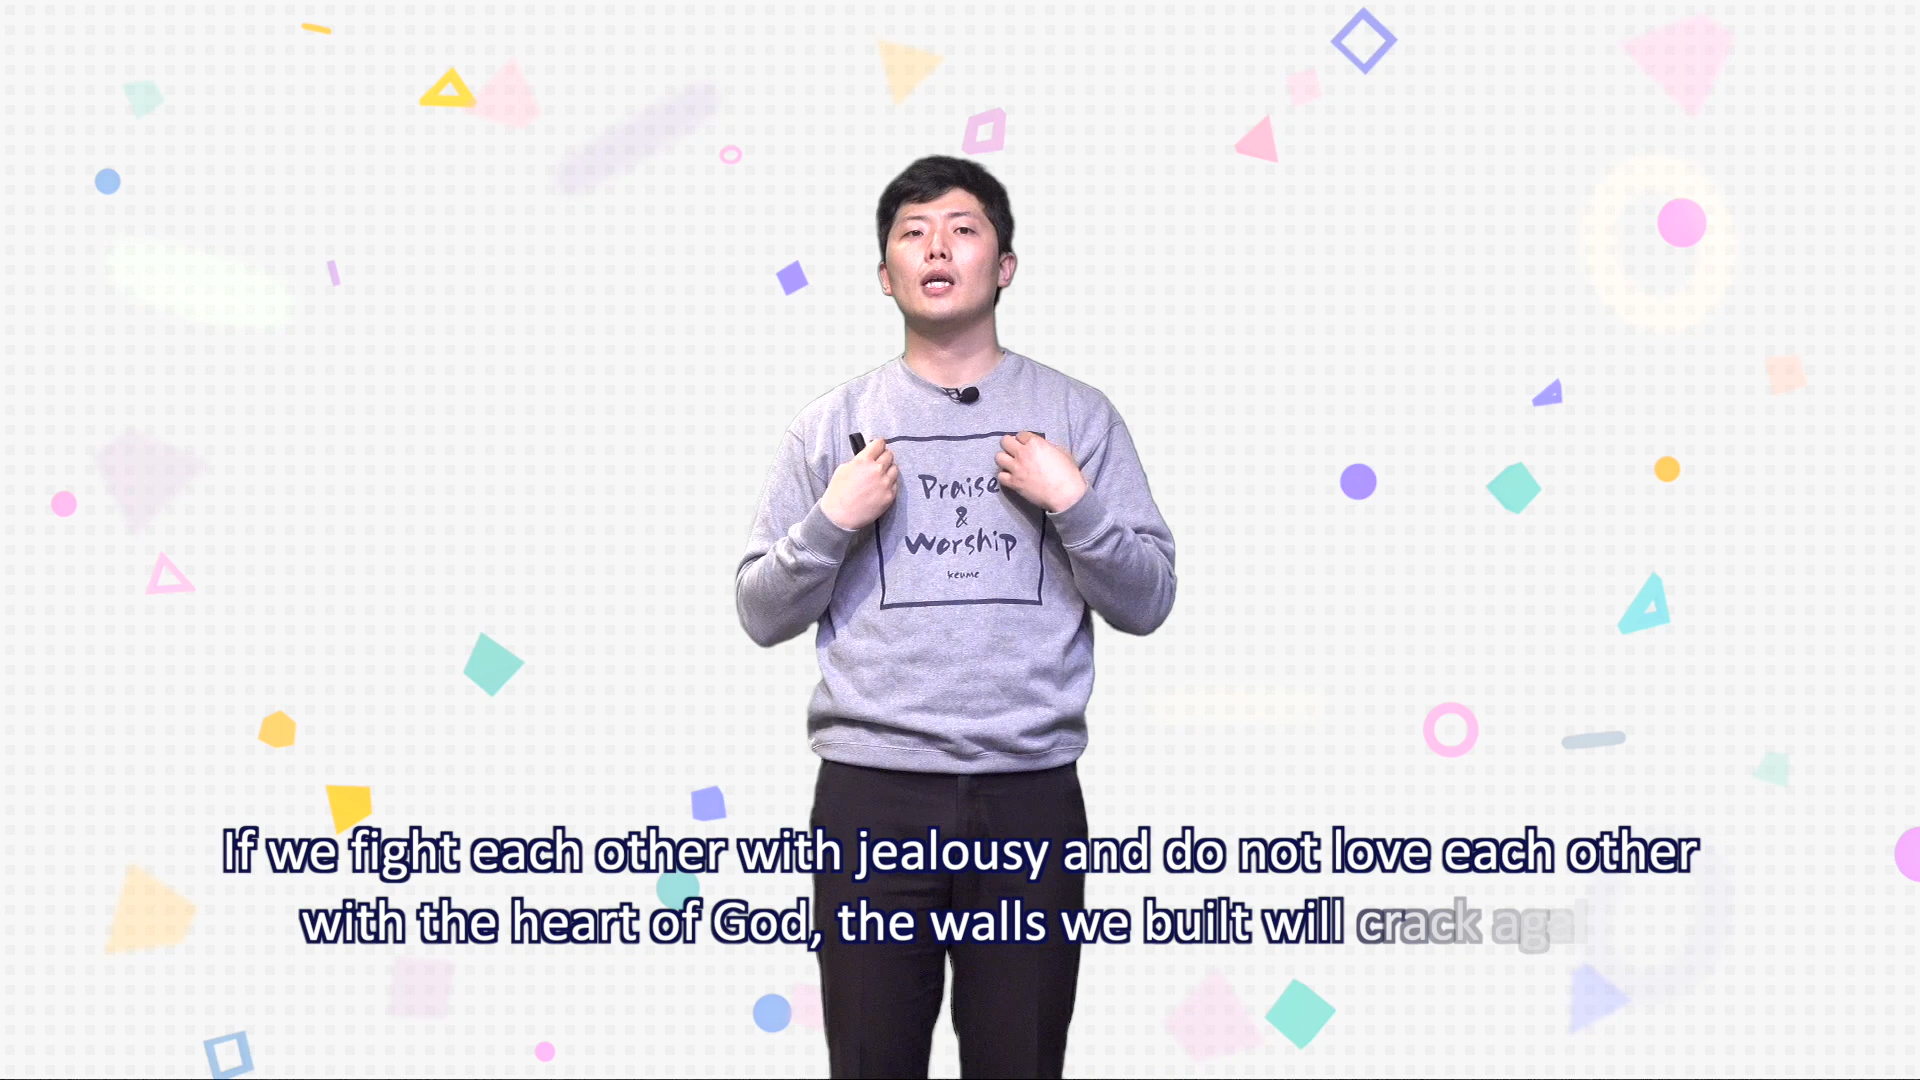 Praise
&
Worship
keume
If we fight each other with jealousy and do not love each other
with the heart of God, the walls we built will crack